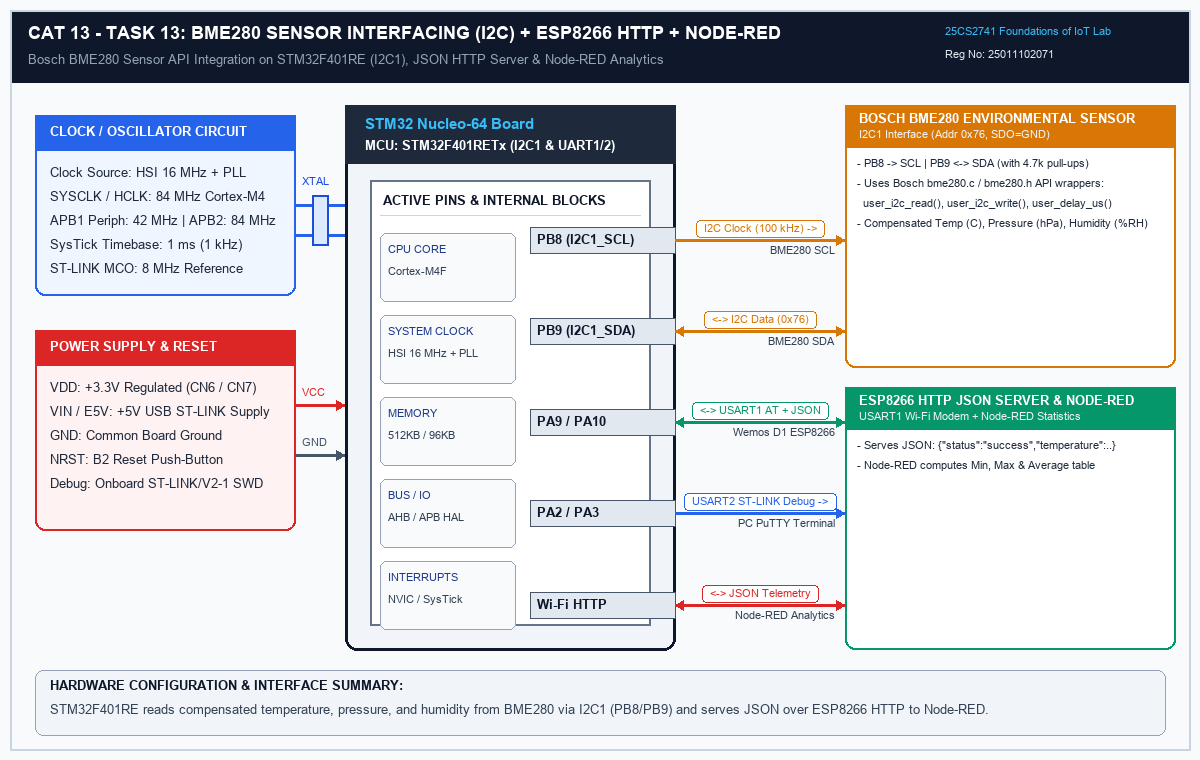 CAT 13 - TASK 13: BME280 SENSOR INTERFACING (I2C) + ESP8266 HTTP + NODE-RED
Bosch BME280 Sensor API Integration on STM32F401RE (I2C1), JSON HTTP Server & Node-RED Analytics
25CS2741 Foundations of IoT Lab
Reg No: 25011102071
CLOCK / OSCILLATOR CIRCUIT
Clock Source: HSI 16 MHz + PLL
SYSCLK / HCLK: 84 MHz Cortex-M4
APB1 Periph: 42 MHz | APB2: 84 MHz
SysTick Timebase: 1 ms (1 kHz)
ST-LINK MCO: 8 MHz Reference
XTAL
POWER SUPPLY & RESET
VDD: +3.3V Regulated (CN6 / CN7)
VIN / E5V: +5V USB ST-LINK Supply
GND: Common Board Ground
NRST: B2 Reset Push-Button
Debug: Onboard ST-LINK/V2-1 SWD
VCC
GND
STM32 Nucleo-64 Board
MCU: STM32F401RETx (I2C1 & UART1/2)
ACTIVE PINS & INTERNAL BLOCKS
CPU CORE
Cortex-M4F
SYSTEM CLOCK
HSI 16 MHz + PLL
MEMORY
512KB / 96KB
BUS / IO
AHB / APB HAL
INTERRUPTS
NVIC / SysTick
PB8 (I2C1_SCL)
PB9 (I2C1_SDA)
PA9 / PA10
PA2 / PA3
Wi-Fi HTTP
I2C Clock (100 kHz) ->
BME280 SCL
<-> I2C Data (0x76)
BME280 SDA
<-> USART1 AT + JSON
Wemos D1 ESP8266
USART2 ST-LINK Debug ->
PC PuTTY Terminal
<-> JSON Telemetry
Node-RED Analytics
BOSCH BME280 ENVIRONMENTAL SENSOR
I2C1 Interface (Addr 0x76, SDO=GND)
- PB8 -> SCL | PB9 <-> SDA (with 4.7k pull-ups)
- Uses Bosch bme280.c / bme280.h API wrappers:
user_i2c_read(), user_i2c_write(), user_delay_us()
- Compensated Temp (C), Pressure (hPa), Humidity (%RH)
ESP8266 HTTP JSON SERVER & NODE-RED
USART1 Wi-Fi Modem + Node-RED Statistics
- Serves JSON: {"status":"success","temperature":..}
- Node-RED computes Min, Max & Average table
HARDWARE CONFIGURATION & INTERFACE SUMMARY:
STM32F401RE reads compensated temperature, pressure, and humidity from BME280 via I2C1 (PB8/PB9) and serves JSON over ESP8266 HTTP to Node-RED.